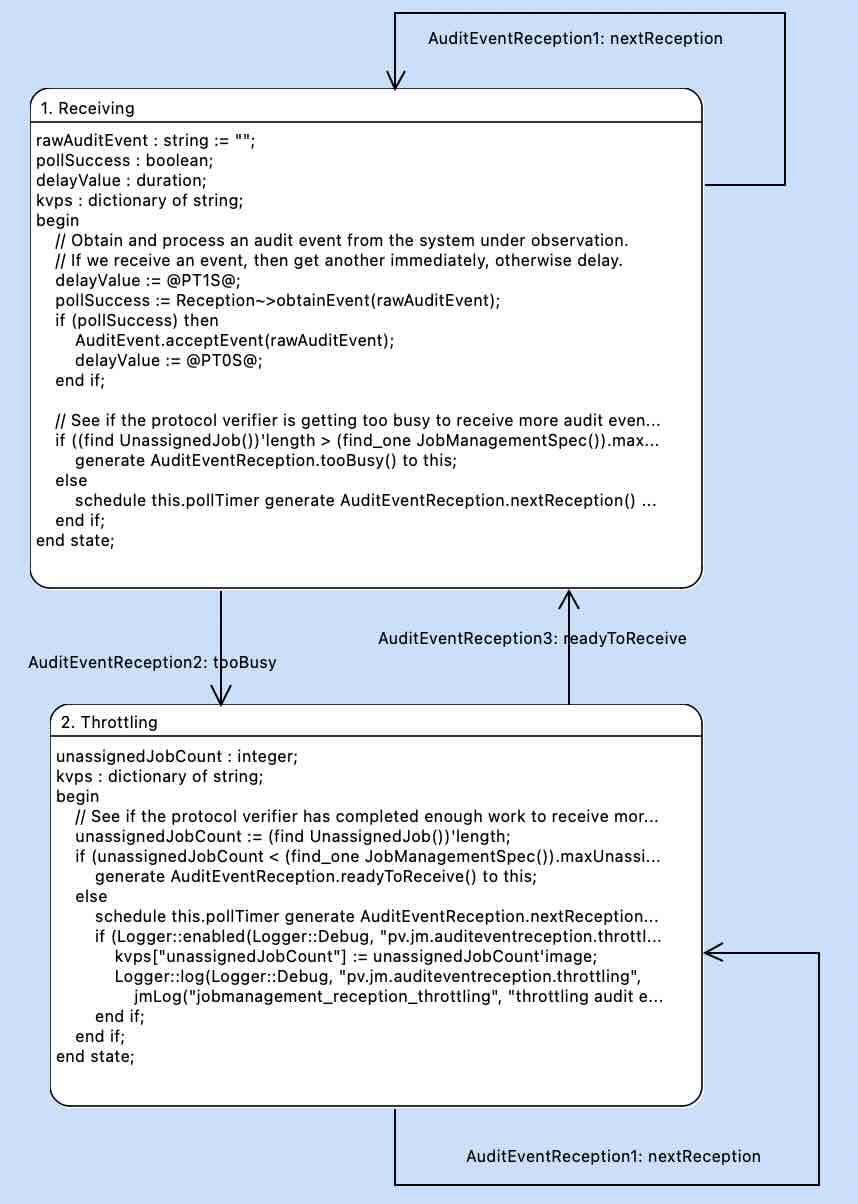 AuditEventReception1: nextReception
1. Receiving
rawAuditEvent : string := "";
pollSuccess : boolean;
delayValue : duration;
kvps : dictionary of string;
begin
// Obtain and process an audit event from the system under observation.
// If we receive an event, then get another immediately, otherwise delay.
delayValue := @PT1S@;
pollSuccess := Reception~>obtainEvent(rawAuditEvent);
if (pollSuccess) then
AuditEvent.acceptEvent(rawAuditEvent);
delayValue := @PT0S@;
end if;
// See if the protocol verifier is getting too busy to receive more audit even...
if ((find UnassignedJob())'length > (find_one JobManagementSpec()).max...
generate AuditEventReception.tooBusy() to this;
else
schedule this.pollTimer generate AuditEventReception.nextReception() ...
end if;
end state;
AuditEventReception3: readyToReceive
AuditEventReception2: tooBusy
2. Throttling
unassignedJobCount : integer;
kvps : dictionary of string;
begin
// See if the protocol verifier has completed enough work to receive mor...
unassignedJobCount := (find UnassignedJob())'length;
if (unassignedJobCount < (find_one JobManagementSpec()).maxUnassi...
generate AuditEventReception.readyToReceive() to this;
else
schedule this.pollTimer generate AuditEventReception.nextReception...
if (Logger::enabled(Logger::Debug, "pv.jm.auditeventreception.throttl...
kvps["unassignedJobCount"] := unassignedJobCount'image;
Logger::log(Logger::Debug, "pv.jm.auditeventreception.throttling",
jmLog("jobmanagement_reception_throttling", "throttling audit e...
end if;
end if;
end state;
AuditEventReception1: nextReception